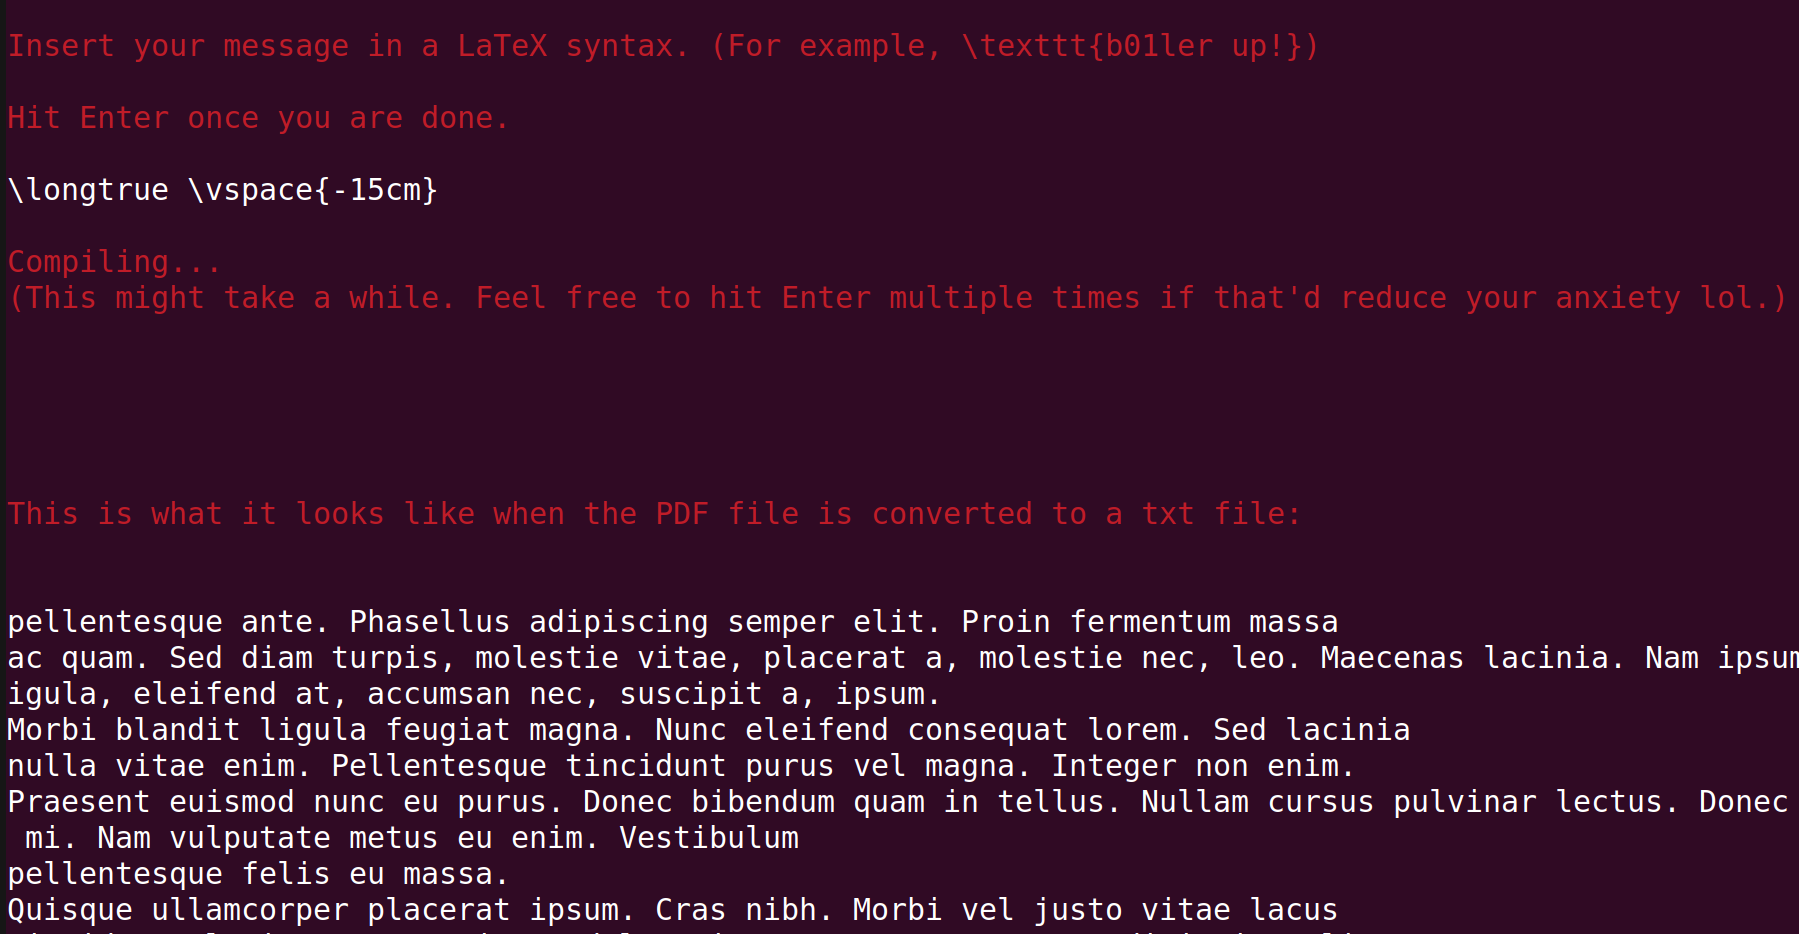 Insert your message in a LaTeX syntax. (For example, \texttt{b01ler up!})
Hit Enter once you are done.
\longtrue \vspace{-15cm}
Compiling...
(This might take a while. Feel free to hit Enter multiple times if that'd reduce your anxiety lol.)
This is what it looks like when the PDF file is converted to a txt file:
pellentesque ante. Phasellus adipiscing semper elit. Proin fermentum massa
ac quam. Sed diam turpis, molestie vitae, placerat a, molestie nec, leo. Maecenas lacinia. Nam ipsum
igula, eleifend at, accumsan nec, suscipit a, ipsum.
Morbi blandit ligula feugiat magna. Nunc eleifend consequat lorem. Sed lacinia
nulla vitae enim. Pellentesque tincidunt purus vel magna. Integer non enim.
Praesent euismod nunc eu purus. Donec bibendum quam in tellus. Nullam cursus pulvinar lectus. Donec
mi. Nam vulputate metus eu enim. Vestibulum
pellentesque felis eu massa.
Quisque ullamcorper placerat ipsum. Cras nibh. Morbi vel justo vitae lacus